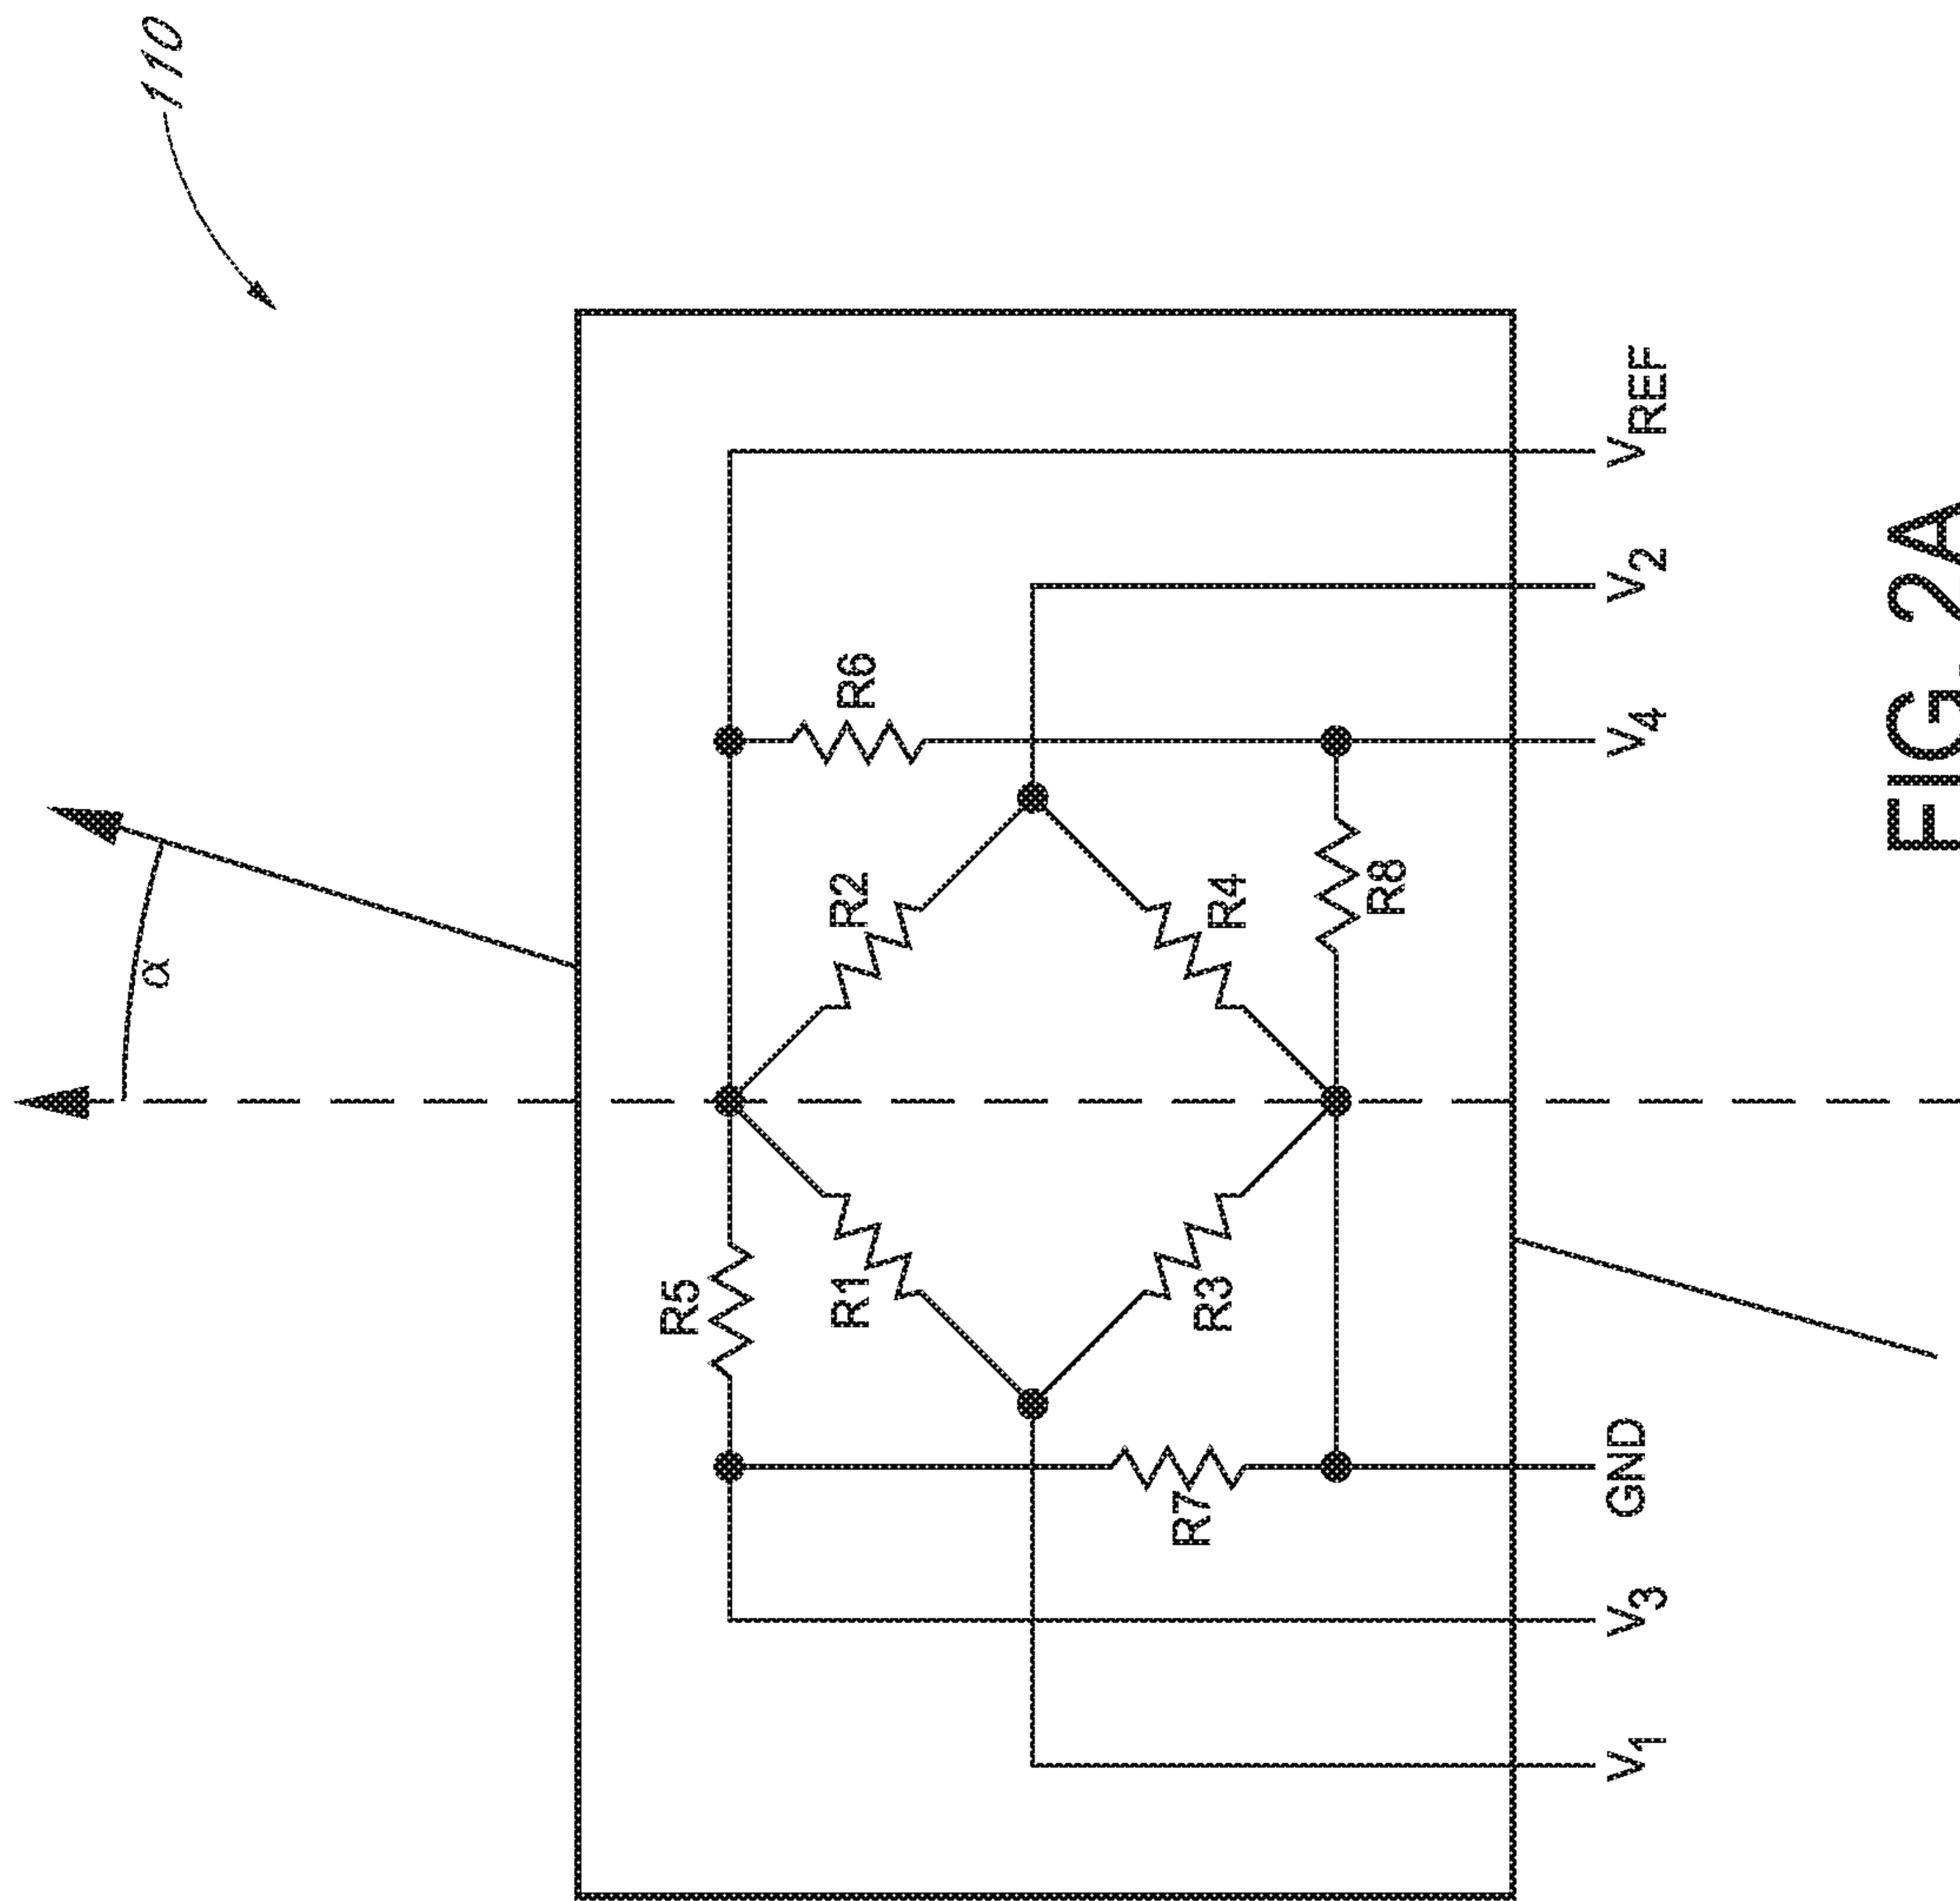 110
α
R5
R1
R2
R6
R7
R3
R4
R8
V1
V3
GND
V4
V2
VREF
FIG. 2A